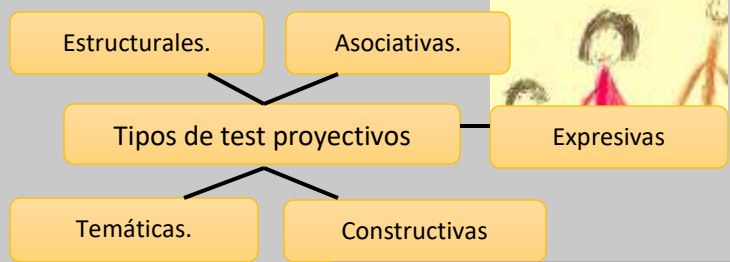 Estructurales.
Asociativas.
Tipos de test proyectivos
Expresivas
Temáticas.
Constructivas